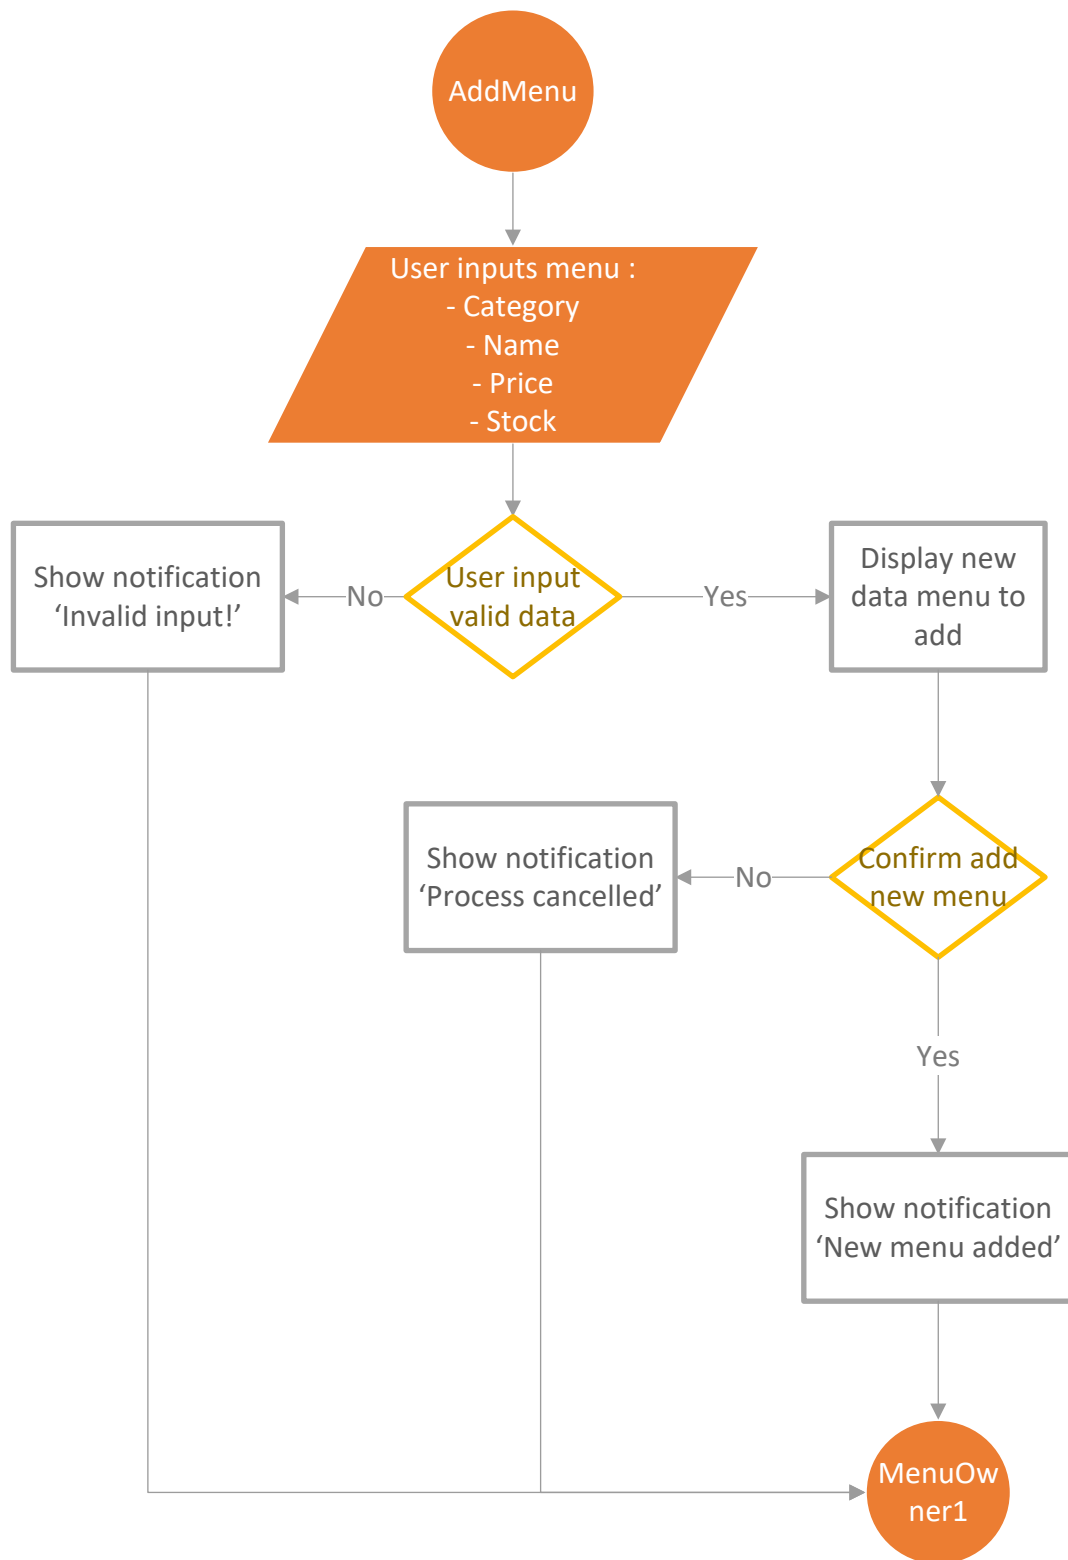 AddMenu
User inputs menu :
- Category
- Name
- Price
- Stock
Show notification
‘Invalid input!’
No
User input
valid data
Yes
Display new
data menu to
add
Show notification
‘Process cancelled’
No
Confirm add
new menu
Yes
Show notification
‘New menu added’
MenuOw
ner1